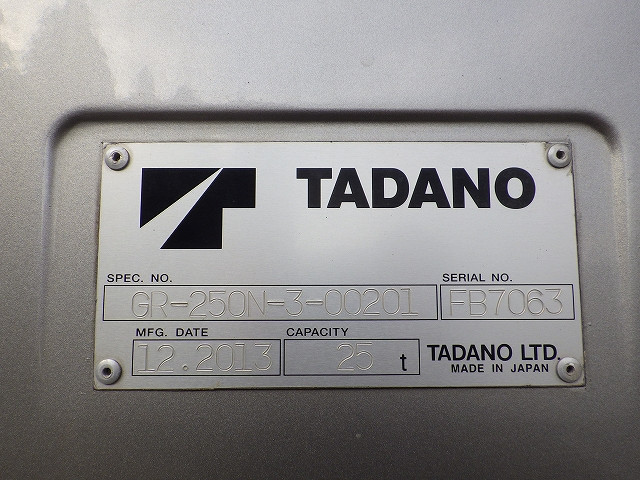 TADANO
SPEC. NO. SERIAL NO.
GR-250N-3-00201 FB7063
MFG. DATE CAPACITY
12.2013 25 t TADANO LTD.
MADE IN JAPAN